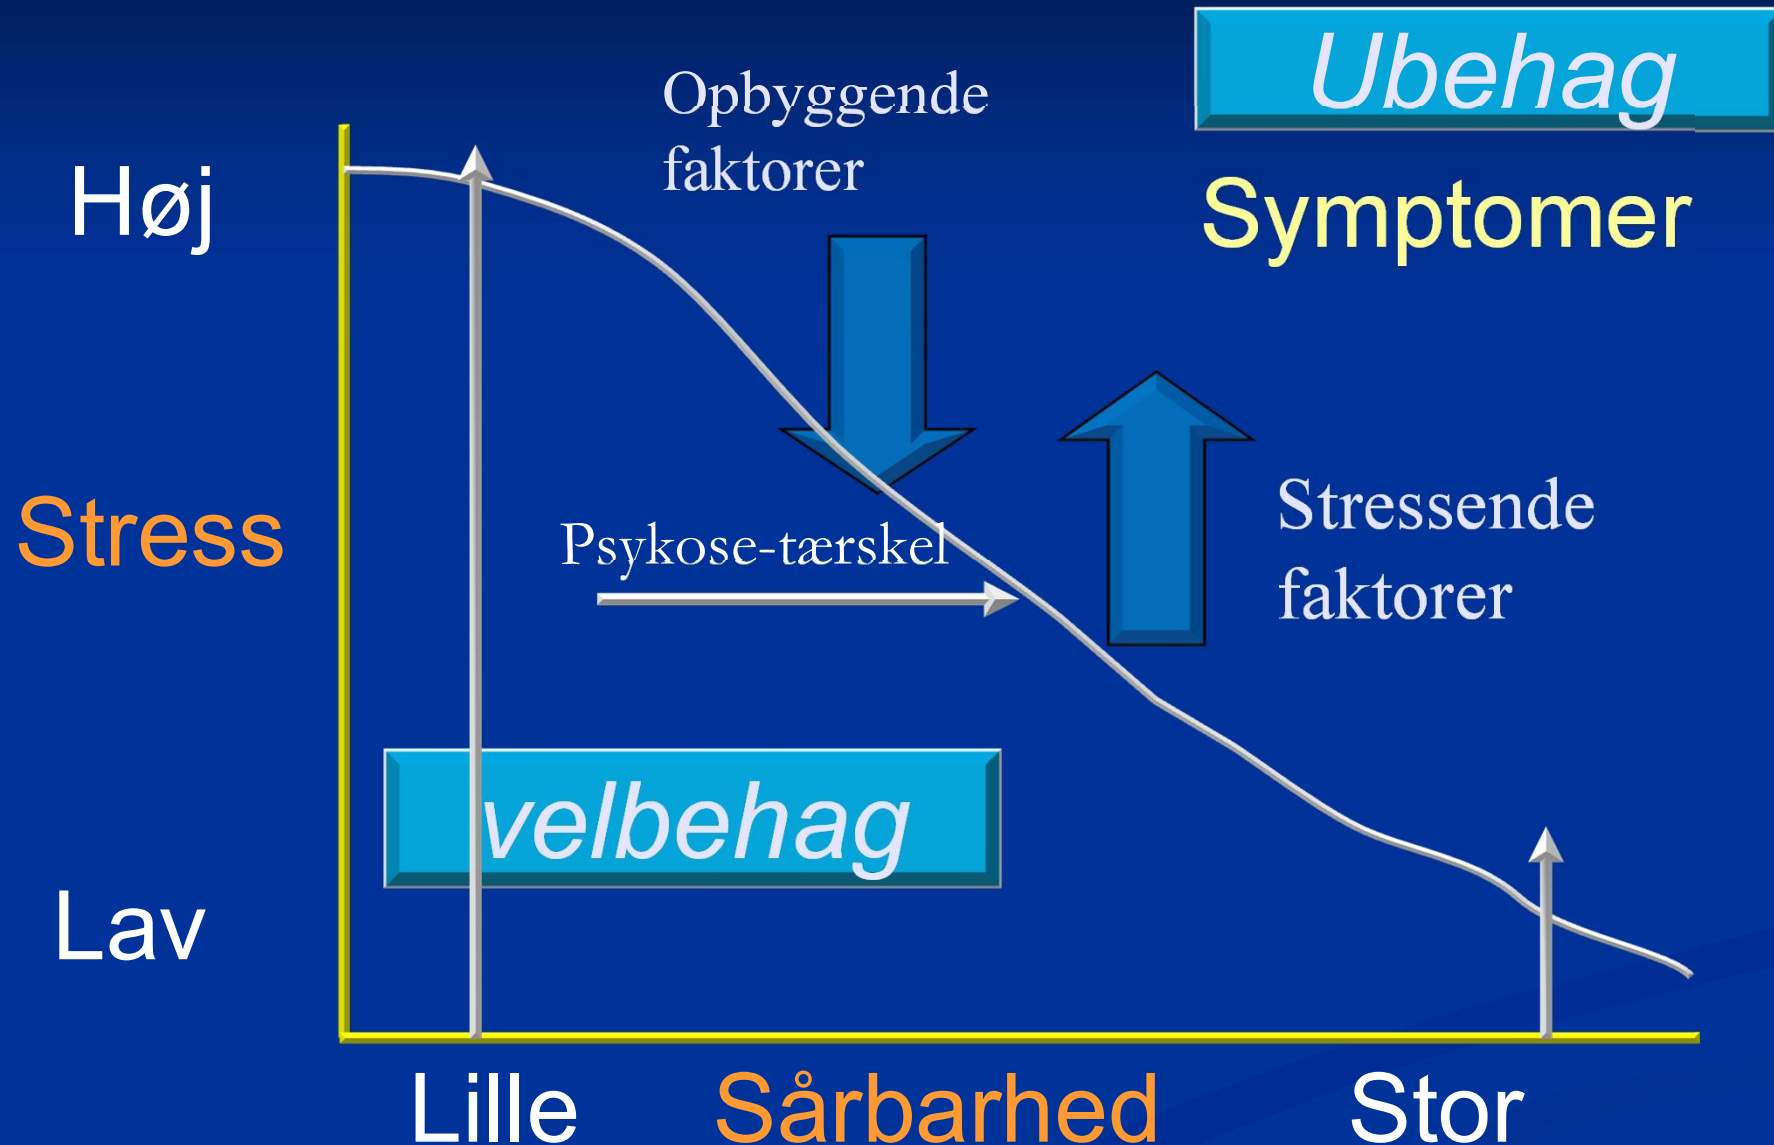 Ubehag
Opbyggende
faktorer
Høj
Symptomer
Stress
Psykose-tærskel
Stressende
faktorer
velbehag
Lav
Lille
Sårbarhed
Stor